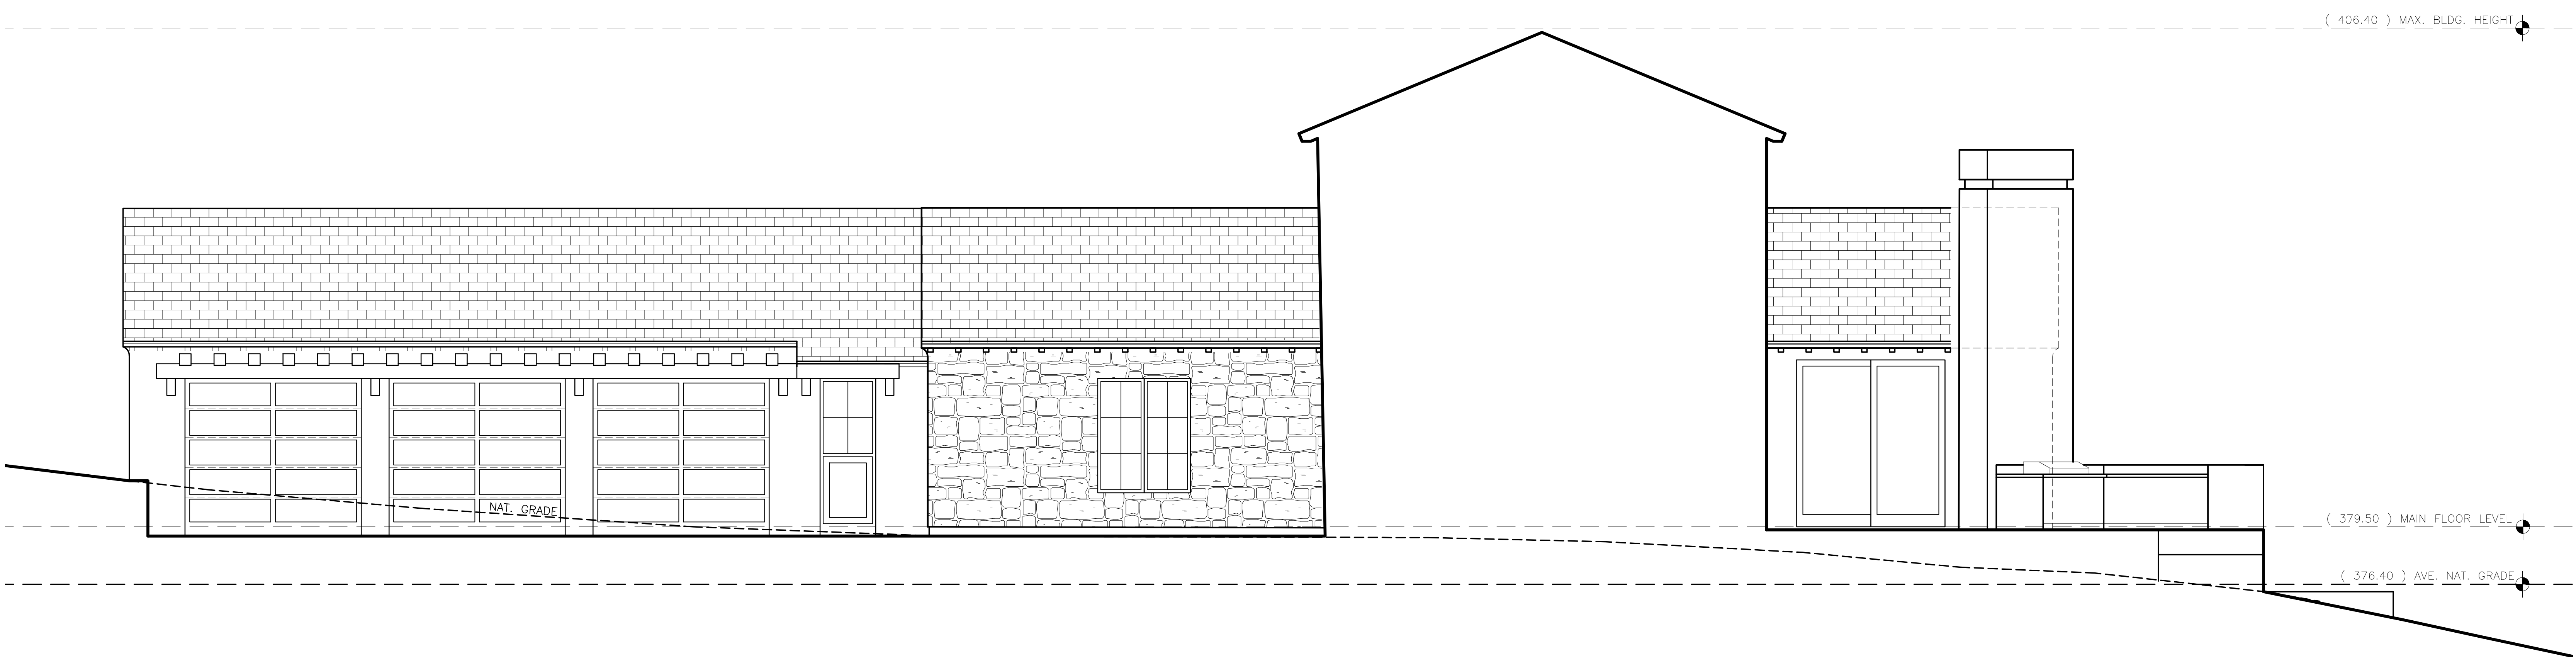 ( 406.40 ) MAX. BLDG. HEIGHT
NAT. GRADE
( 379.50 ) MAIN FLOOR LEVEL
( 376.40 ) AVE. NAT. GRADE